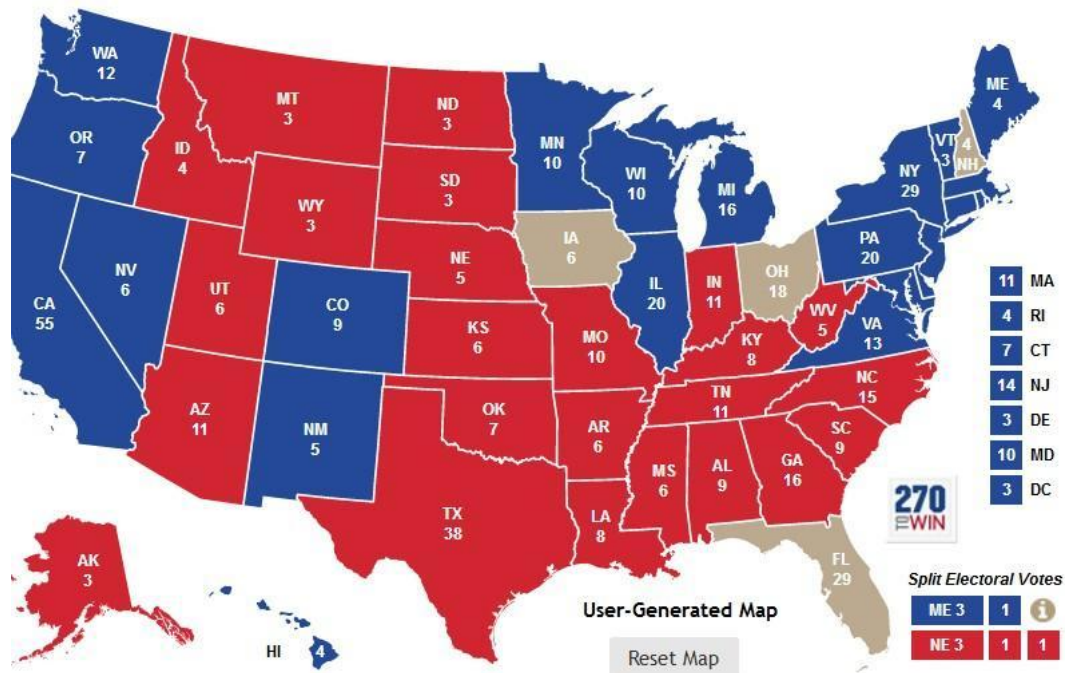 WA
12
OR
7
CA
55
NV
6
ID
4
MT
3
WY
3
UT
6
AZ
11
CO
9
NM
5
ND
3
SD
3
NE
5
KS
6
OK
7
TX
38
MN
10
IA
6
MO
10
AR
6
LA
8
WI
10
IL
20
MI
16
IN
11
OH
18
KY
8
TN
11
MS
6
AL
9
GA
16
FL
29
SC
9
NC
15
VA
13
WV
5
PA
20
NY
29
VT
3
4
NH
ME
4
11 MA
4 RI
7 CT
14 NJ
3 DE
10 MD
3 DC
AK
3
HI 4
270
TO WIN
User-Generated Map
Reset Map
Split Electoral Votes
ME 3 1 i
NE 3 1 1